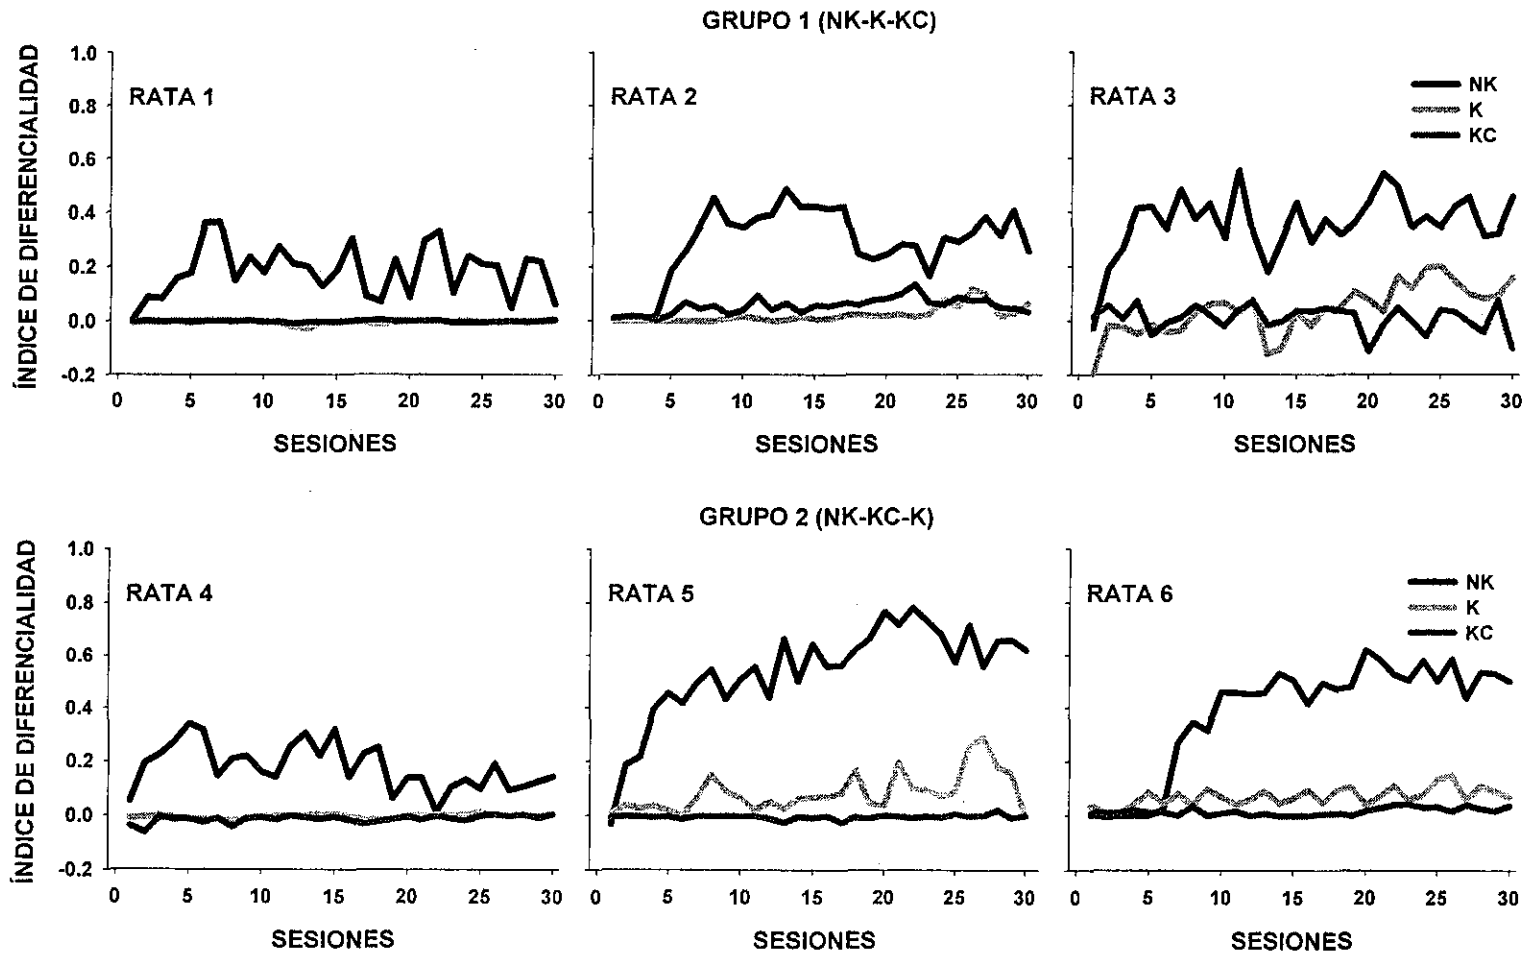 GRUPO 1 (NK-K-KC)
ÍNDICE DE DIFERENCIALIDAD
1.0
0.8
0.6
0.4
0.2
0.0
-0.2
RATA 1
RATA 2
RATA 3
NK
K
KC
0 5 10 15 20 25 30
0 5 10 15 20 25 30
0 5 10 15 20 25 30
SESIONES
SESIONES
SESIONES
GRUPO 2 (NK-KC-K)
ÍNDICE DE DIFERENCIALIDAD
1.0
0.8
0.6
0.4
0.2
0.0
-0.2
RATA 4
RATA 5
RATA 6
NK
K
KC
0 5 10 15 20 25 30
0 5 10 15 20 25 30
0 5 10 15 20 25 30
SESIONES
SESIONES
SESIONES